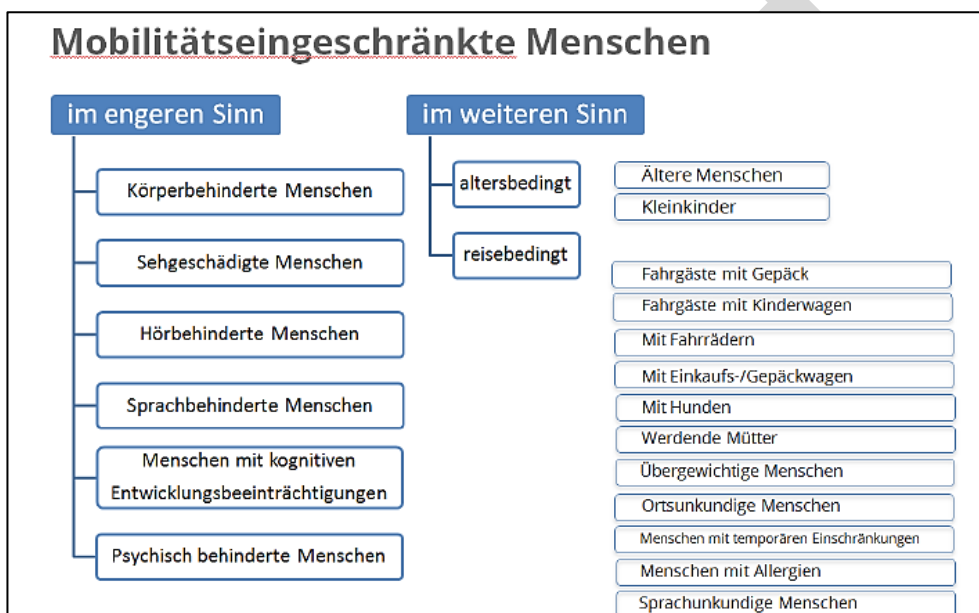 Mobilitätseingeschränkte Menschen
im engeren Sinn
Körperbehinderte Menschen
Sehgeschädigte Menschen
Hörbehinderte Menschen
Sprachbehinderte Menschen
Menschen mit kognitiven
Entwicklungsbeeinträchtigungen
Psychisch behinderte Menschen
im weiteren Sinn
altersbedingt
Ältere Menschen
Kleinkinder
reisebedingt
Fahrgäste mit Gepäck
Fahrgäste mit Kinderwagen
Mit Fahrrädern
Mit Einkaufs-/Gepäckwagen
Mit Hunden
Werdende Mütter
Übergewichtige Menschen
Ortsunkundige Menschen
Menschen mit temporären Einschränkungen
Menschen mit Allergien
Sprachunkundige Menschen